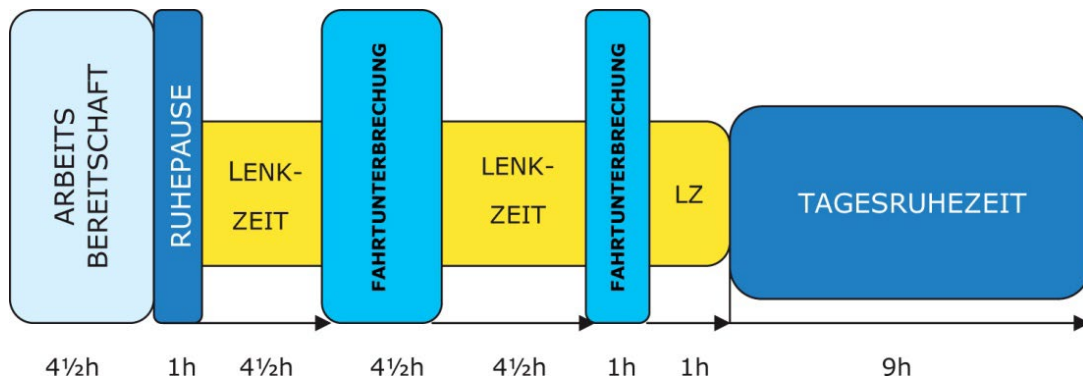 ARBEITS
BEREITSCHAFT
RUHEPAUSE
LENK-
ZEIT
FAHRTUNTERBRECHUNG
LENK-
ZEIT
FAHRTUNTERBRECHUNG
LZ
TAGESRUHEZEIT
4½h 1h 4½h 4½h 4½h 1h 1h 9h